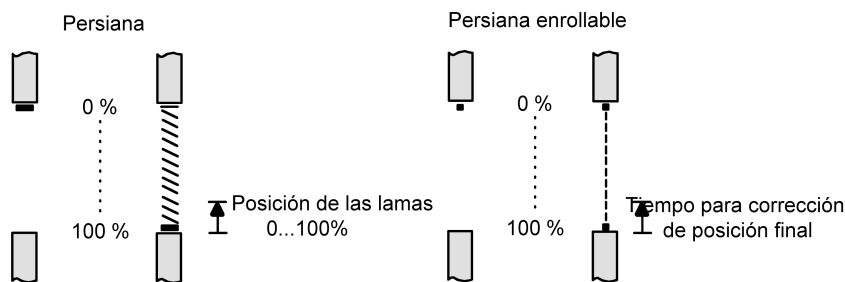 Persiana
0 %
100 %
Posición de las lamas
0...100%
Persiana enrollable
0 %
100 %
Tiempo para corrección
de posición final